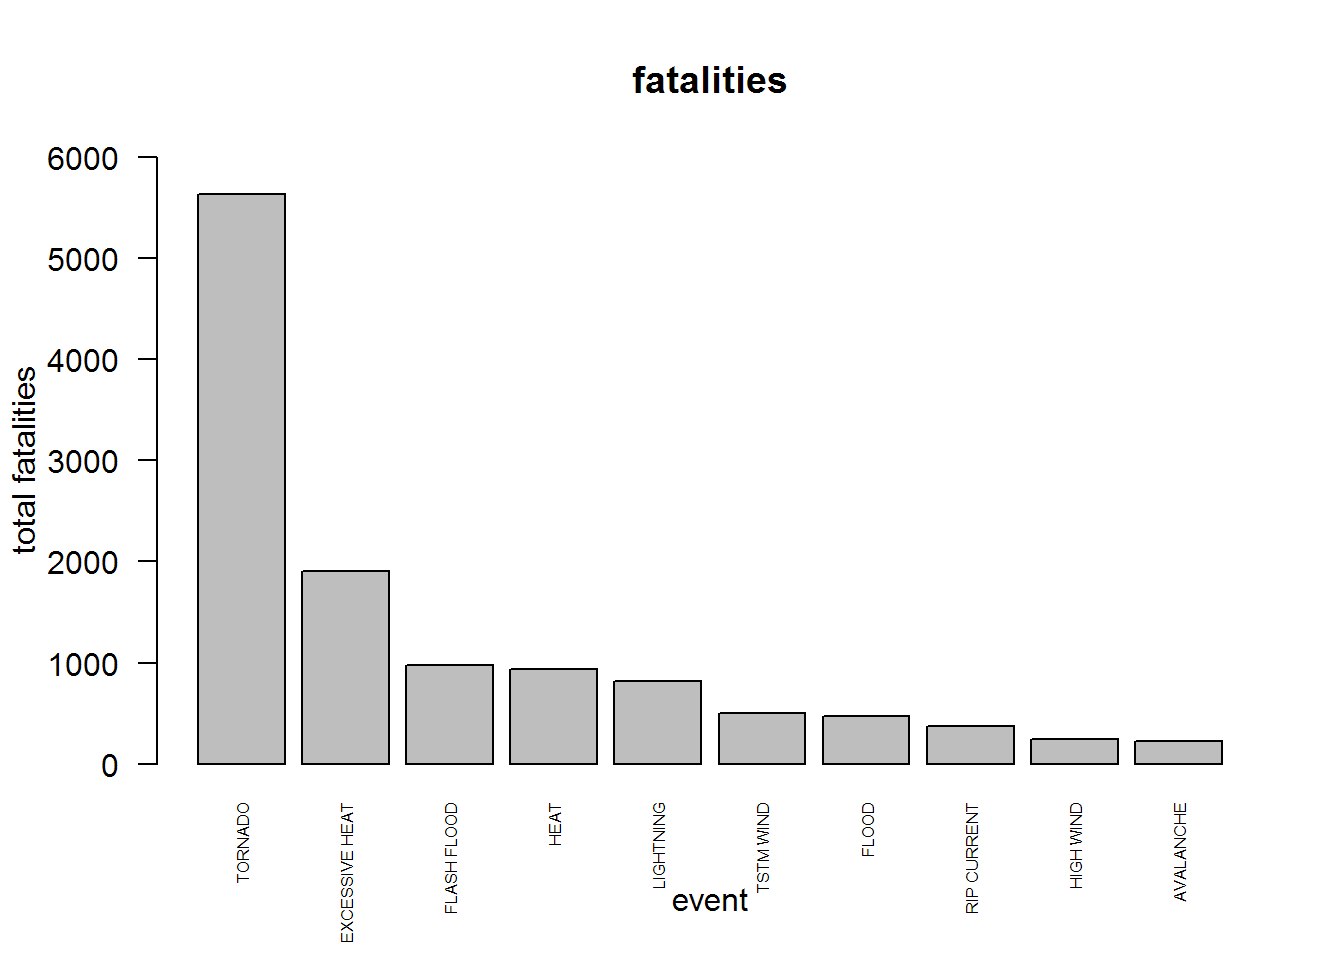 fatalities
total fatalities
6000
5000
4000
3000
2000
1000
0
TORNADO
EXCESSIVE HEAT
FLASH FLOOD
HEAT
LIGHTNING
TSTM WIND
FLOOD
RIP CURRENT
HIGH WIND
AVALANCHE
event